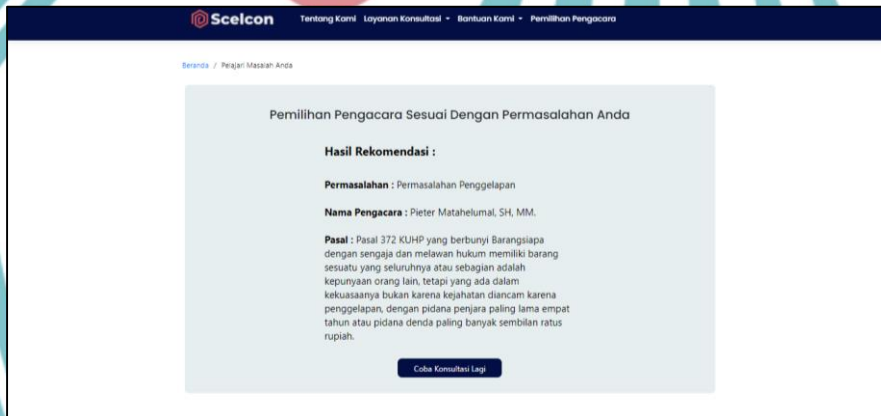 Scelcon Tentang Kami Layanan Konsultasi Bantuan Kami Pemilihan Pengacara
Beranda / Pelajari Masalah Anda
Pemilihan Pengacara Sesuai Dengan Permasalahan Anda
Hasil Rekomendasi :
Permasalahan : Permasalahan Penggelapan
Nama Pengacara : Pieter Matahelumal, SH, MM.
Pasal : Pasal 372 KUHP yang berbunyi Barangsiapa
dengan sengaja dan melawan hukum memiliki barang
sesuatu yang seluruhnya atau sebagian adalah
kepunyaan orang lain, tetapi yang ada dalam
kekuasaanya bukan karena kejahatan diancam karena
penggelapan, dengan pidana penjara paling lama empat
tahun atau pidana denda paling banyak sembilan ratus
rupiah.
Coba Konsultasi Lagi